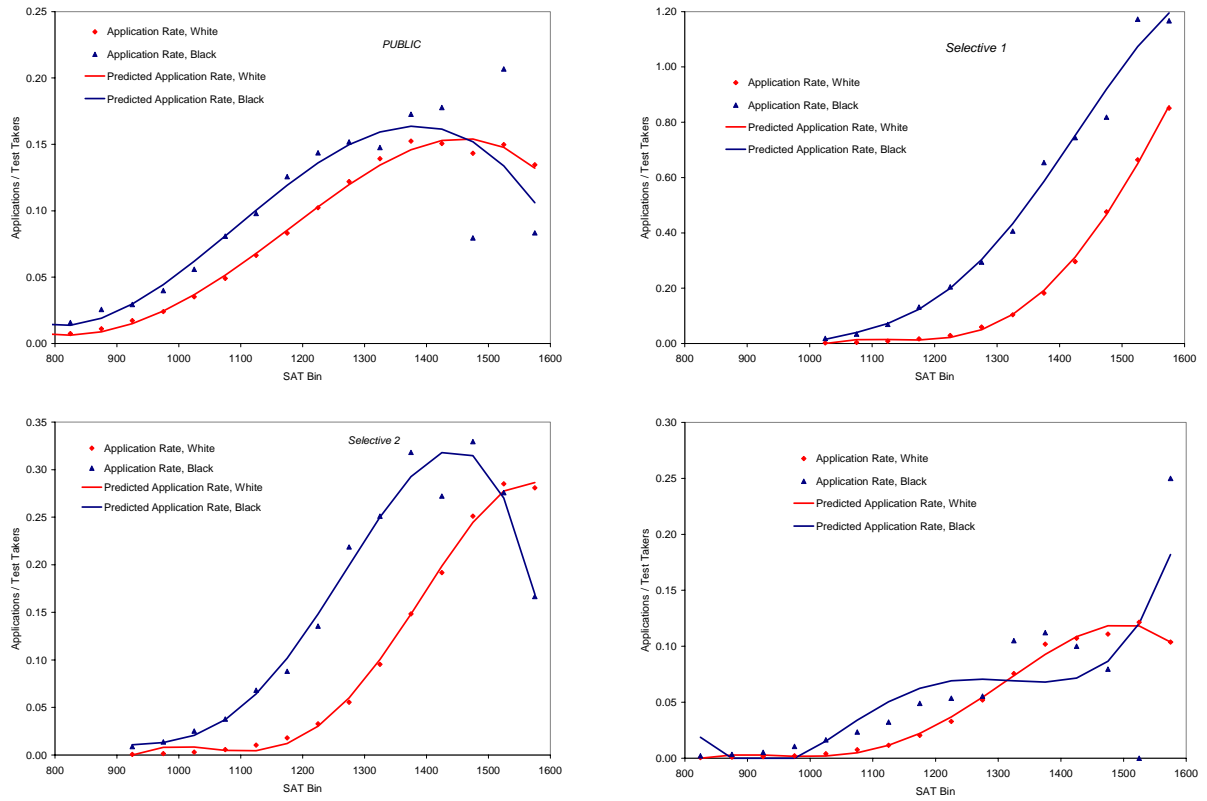 PUBLIC
Application Rate, White
Application Rate, Black
Predicted Application Rate, White
Predicted Application Rate, Black
Applications / Test Takers
0.25
0.20
0.15
0.10
0.05
0.00
800 900 1000 1100 1200 1300 1400 1500 1600
SAT Bin
Selective 1
Application Rate, White
Application Rate, Black
Predicted Application Rate, White
Predicted Application Rate, Black
Applications / Test Takers
1.20
1.00
0.80
0.60
0.40
0.20
0.00
800 900 1000 1100 1200 1300 1400 1500 1600
SAT Bin
Selective 2
Application Rate, White
Application Rate, Black
Predicted Application Rate, White
Predicted Application Rate, Black
Applications / Test Takers
0.35
0.30
0.25
0.20
0.15
0.10
0.05
0.00
800 900 1000 1100 1200 1300 1400 1500 1600
SAT Bin
Application Rate, White
Application Rate, Black
Predicted Application Rate, White
Predicted Application Rate, Black
Applications / Test Takers
0.30
0.25
0.20
0.15
0.10
0.05
0.00
800 900 1000 1100 1200 1300 1400 1500 1600
SAT Bin